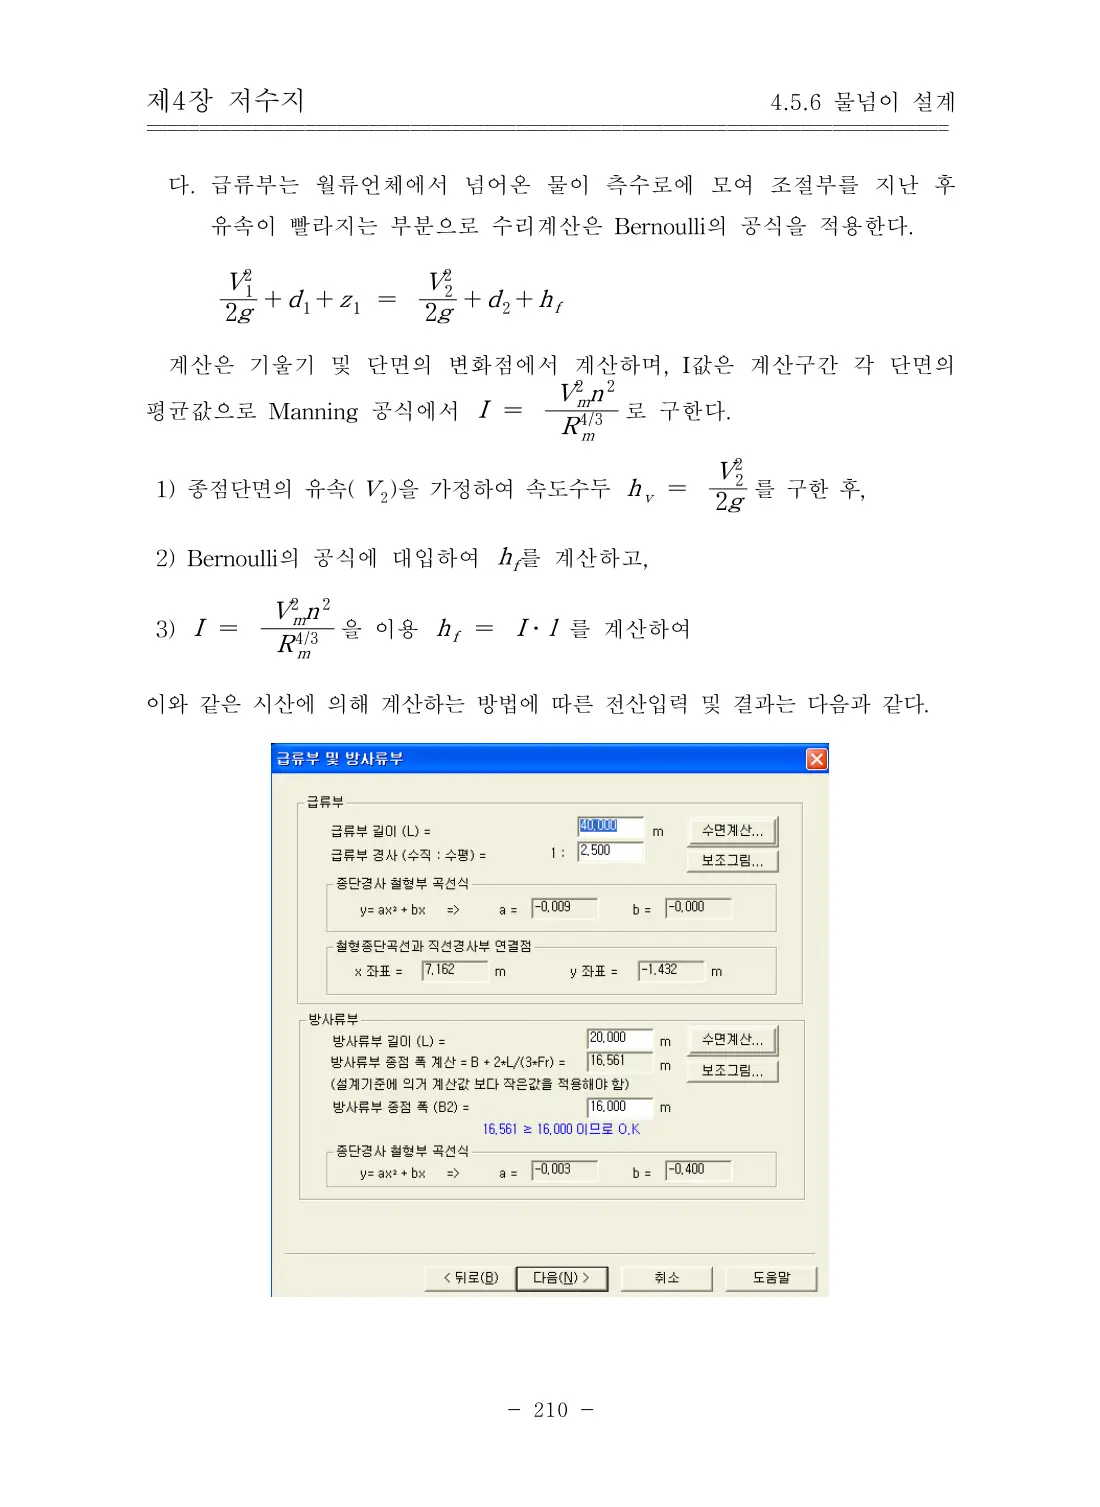 제4장 저수지 4.5.6 물넘이 설계
===========================================================================
다. 급류부는 월류언체에서 넘어온 물이 측수로에 모여 조절부를 지난 후
유속이 빨라지는 부분으로 수리계산은 Bernoulli의 공식을 적용한다.
V₁²/2g + d₁ + z₁ = V₂²/2g + d₂ + h_f
계산은 기울기 및 단면의 변화점에서 계산하며, I값은 계산구간 각 단면의
평균값으로 Manning 공식에서 I = V_m²n²/R_m^{4/3} 로 구한다.
1) 종점단면의 유속( V₂)을 가정하여 속도수두 h_v = V₂²/2g 를 구한 후,
2) Bernoulli의 공식에 대입하여 h_f를 계산하고,
3) I = V_m²n²/R_m^{4/3} 을 이용 h_f = I·l 를 계산하여
이와 같은 시산에 의해 계산하는 방법에 따른 전산입력 및 결과는 다음과 같다.
급류부 및 방사류부
급류부
급류부 길이 (L) = 40,000 m 수면계산...
급류부 경사 (수직 : 수평) = 1 : 2,500 보조그림...
종단경사 철형부 곡선식
y= ax² + bx => a = -0,009 b = -0,000
철형종단곡선과 직선경사부 연결점
x 좌표 = 7,162 m y 좌표 = -1,432 m
방사류부
방사류부 길이 (L) = 20,000 m 수면계산...
방사류부 종점 폭 계산 = B + 2*L/(3*Fr) = 16,561 m 보조그림...
(설계기준에 의거 계산값 보다 작은값을 적용해야 함)
방사류부 종점 폭 (B2) = 16,000 m
16,561 ≥ 16,000 이므로 O.K
종단경사 철형부 곡선식
y= ax² + bx => a = -0,003 b = -0,400
< 뒤로(B) 다음(N) > 취소 도움말
- 210 -